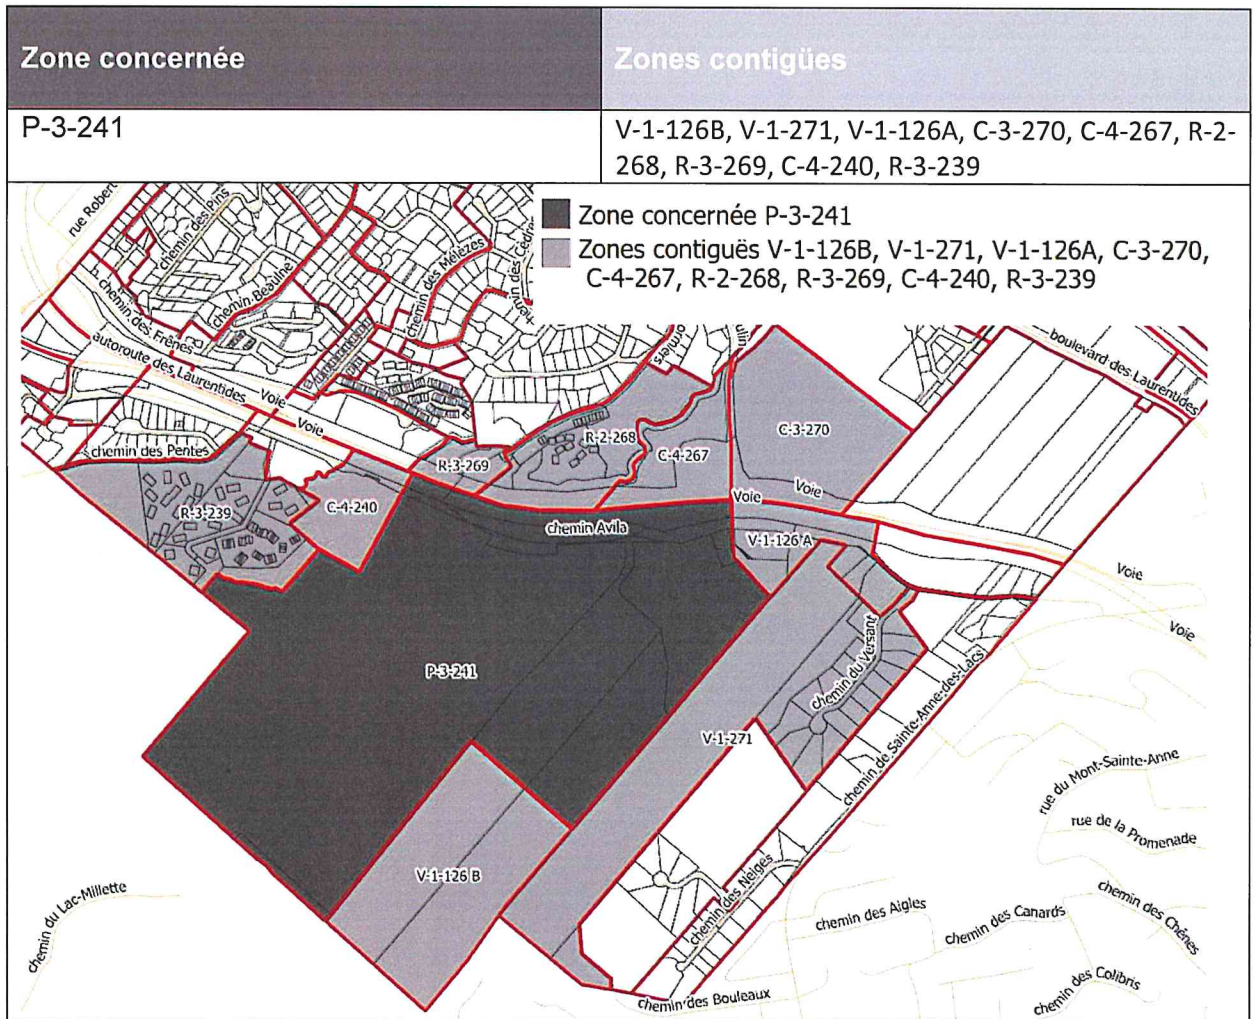 Zone concernée
Zones contigües
P-3-241
V-1-126B, V-1-271, V-1-126A, C-3-270, C-4-267, R-2-
268, R-3-269, C-4-240, R-3-239
Zone concernée P-3-241
Zones contiguës V-1-126B, V-1-271, V-1-126A, C-3-270,
C-4-267, R-2-268, R-3-269, C-4-240, R-3-239
rue Robert
chemin des Pins
chemin Beaulne
chemin des Mélèzes
chemin des Frênes
autoroute des Laurentides
Voie
Voie
boulevard des Laurentides
chemin des Pentes
R-3-269
R-2-268
C-4-267
C-3-270
R-3-239
C-4-240
chemin Avila
Voie
Voie
V-1-126 A
Voie
Voie
P-3-241
chemin du Versant
V-1-271
chemin de Sainte-Anne-des-Lacs
rue du Mont-Sainte-Anne
rue de la Promenade
V-1-126 B
chemin du Lac-Millette
chemin des Neiges
chemin des Aigles
chemin des Canards
chemin des Chênes
chemin des Colibris
chemin des Bouleaux